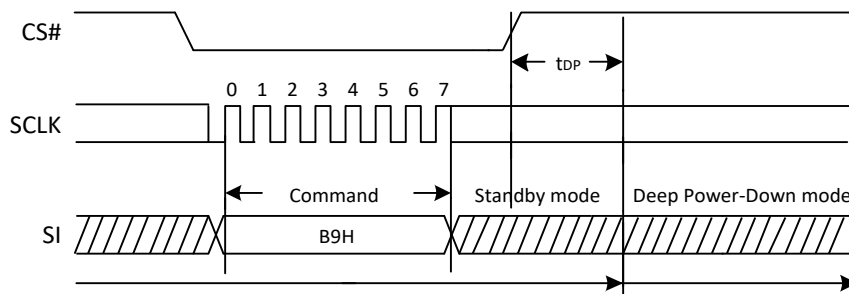 CS#
tDP
0 1 2 3 4 5 6 7
SCLK
Command Standby mode Deep Power-Down mode
SI
B9H